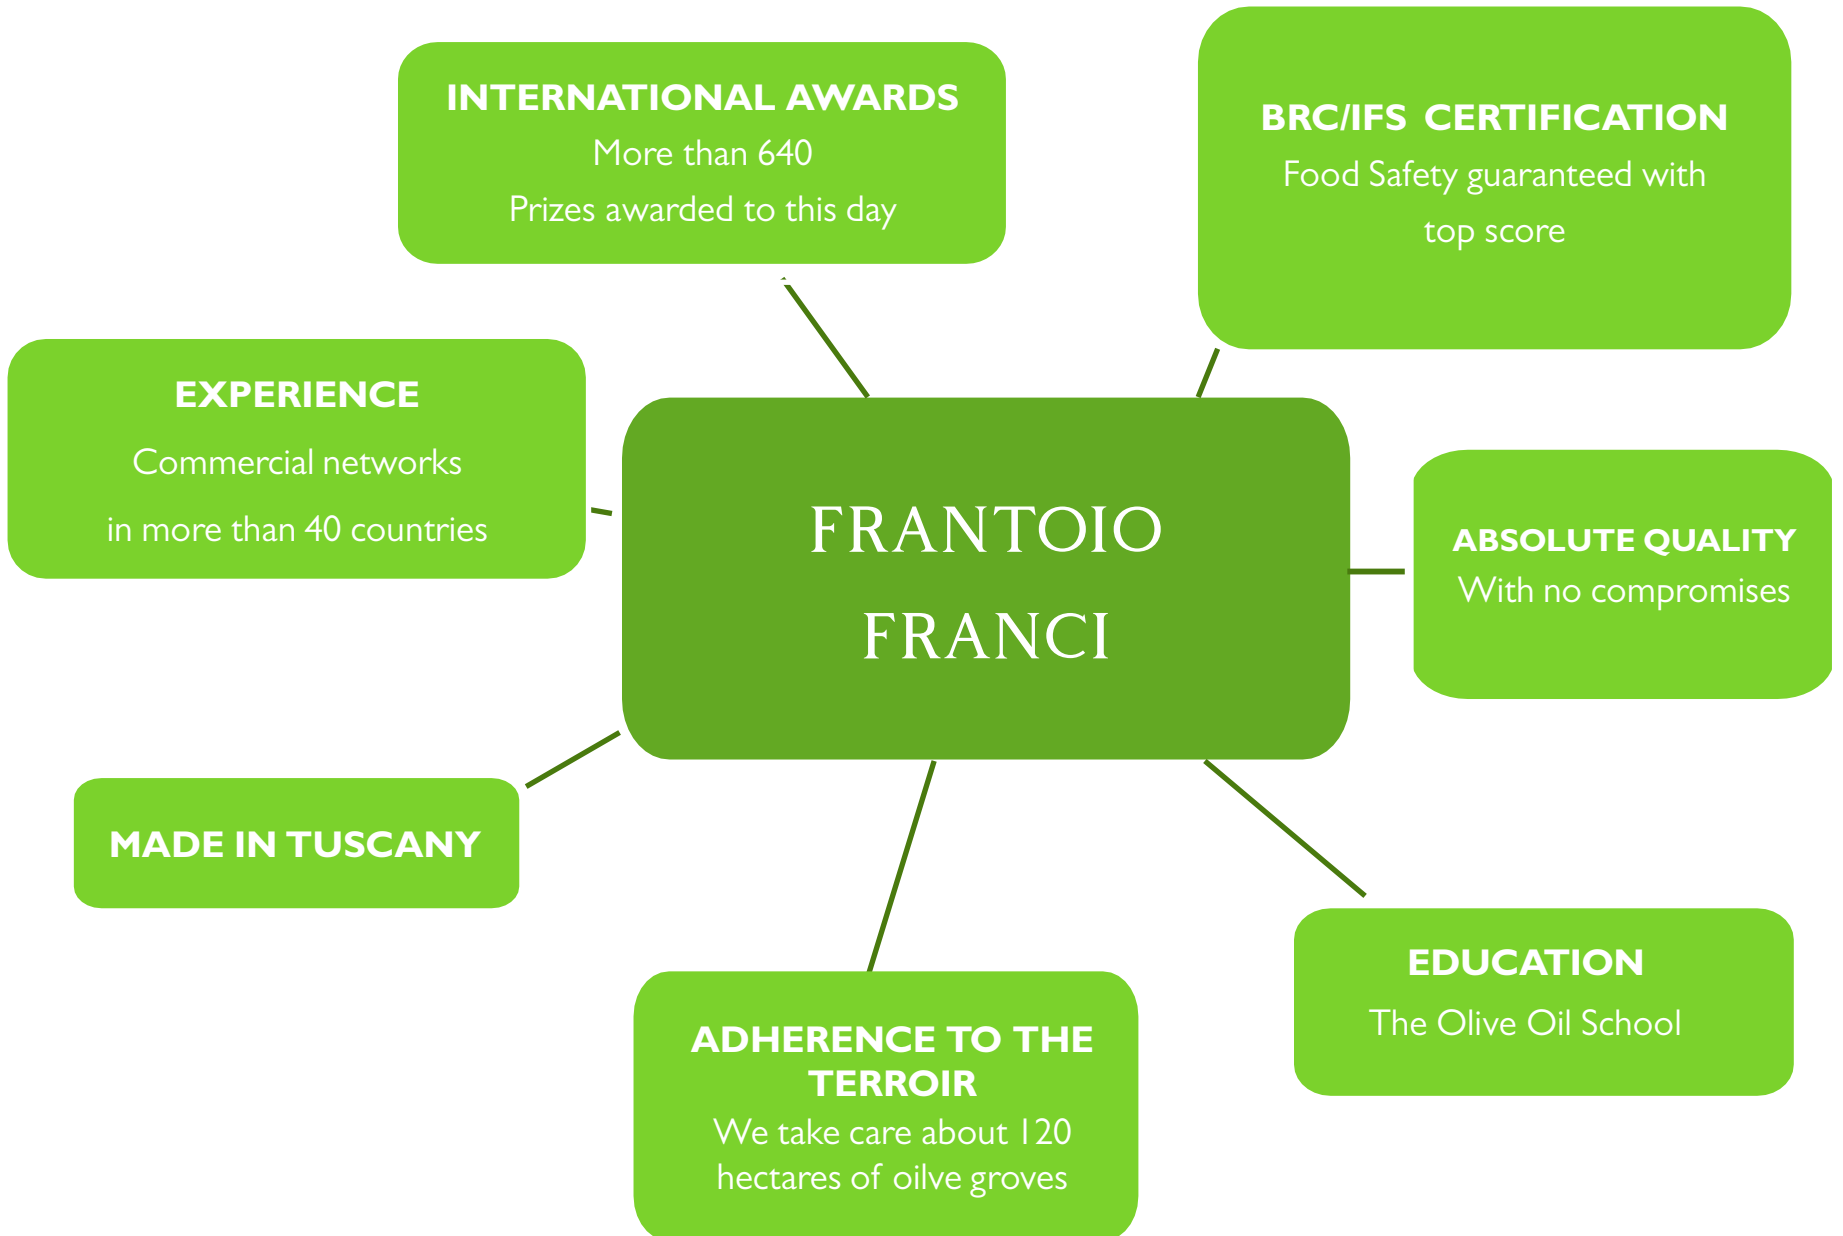 INTERNATIONAL AWARDS
More than 640
Prizes awarded to this day
BRC/IFS CERTIFICATION
Food Safety guaranteed with
top score
EXPERIENCE
Commercial networks
in more than 40 countries
FRANTOIO
FRANCI
ABSOLUTE QUALITY
With no compromises
MADE IN TUSCANY
ADHERENCE TO THE
TERROIR
We take care about 120
hectares of oilve groves
EDUCATION
The Olive Oil School